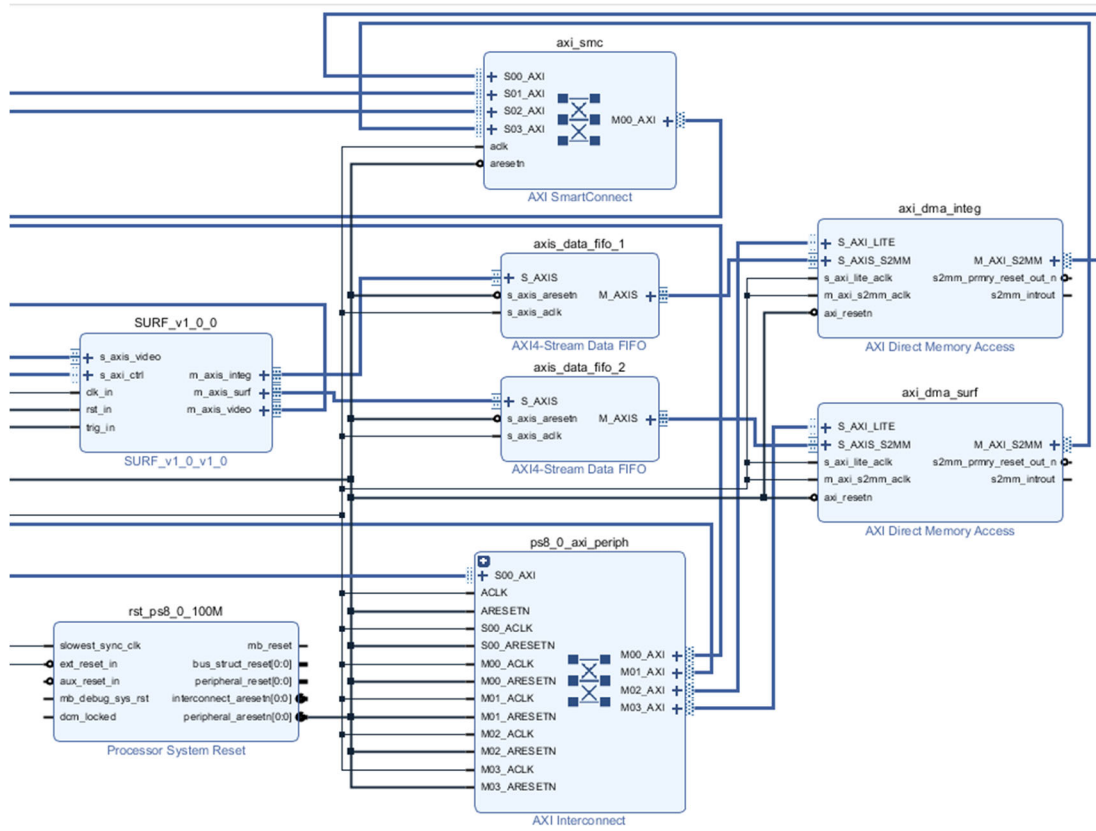 axi_smc
S00_AXI
S01_AXI
S02_AXI
S03_AXI
aclk
aresetn
M00_AXI
AXI SmartConnect
axis_data_fifo_1
S_AXIS
s_axis_aresetn
s_axis_aclk
M_AXIS
AXI4-Stream Data FIFO
axi_dma_integ
S_AXI_LITE
S_AXIS_S2MM
s_axi_lite_aclk
m_axi_s2mm_aclk
axi_resetn
M_AXI_S2MM
s2mm_prmry_reset_out_n
s2mm_introut
AXI Direct Memory Access
SURF_v1_0_0
s_axis_video
s_axi_ctrl
clk_in
rst_in
trig_in
m_axis_integ
m_axis_surf
m_axis_video
SURF_v1_0_v1_0
axis_data_fifo_2
S_AXIS
s_axis_aresetn
s_axis_aclk
M_AXIS
AXI4-Stream Data FIFO
axi_dma_surf
S_AXI_LITE
S_AXIS_S2MM
s_axi_lite_aclk
m_axi_s2mm_aclk
axi_resetn
M_AXI_S2MM
s2mm_prmry_reset_out_n
s2mm_introut
AXI Direct Memory Access
rst_ps8_0_100M
slowest_sync_clk
ext_reset_in
aux_reset_in
mb_debug_sys_rst
dcm_locked
mb_reset
bus_struct_reset[0:0]
peripheral_reset[0:0]
interconnect_aresetn[0:0]
peripheral_aresetn[0:0]
Processor System Reset
ps8_0_axi_periph
S00_AXI
ACLK
ARESETN
S00_ACLK
S00_ARESETN
M00_ACLK
M00_ARESETN
M01_ACLK
M01_ARESETN
M02_ACLK
M02_ARESETN
M03_ACLK
M03_ARESETN
M00_AXI
M01_AXI
M02_AXI
M03_AXI
AXI Interconnect